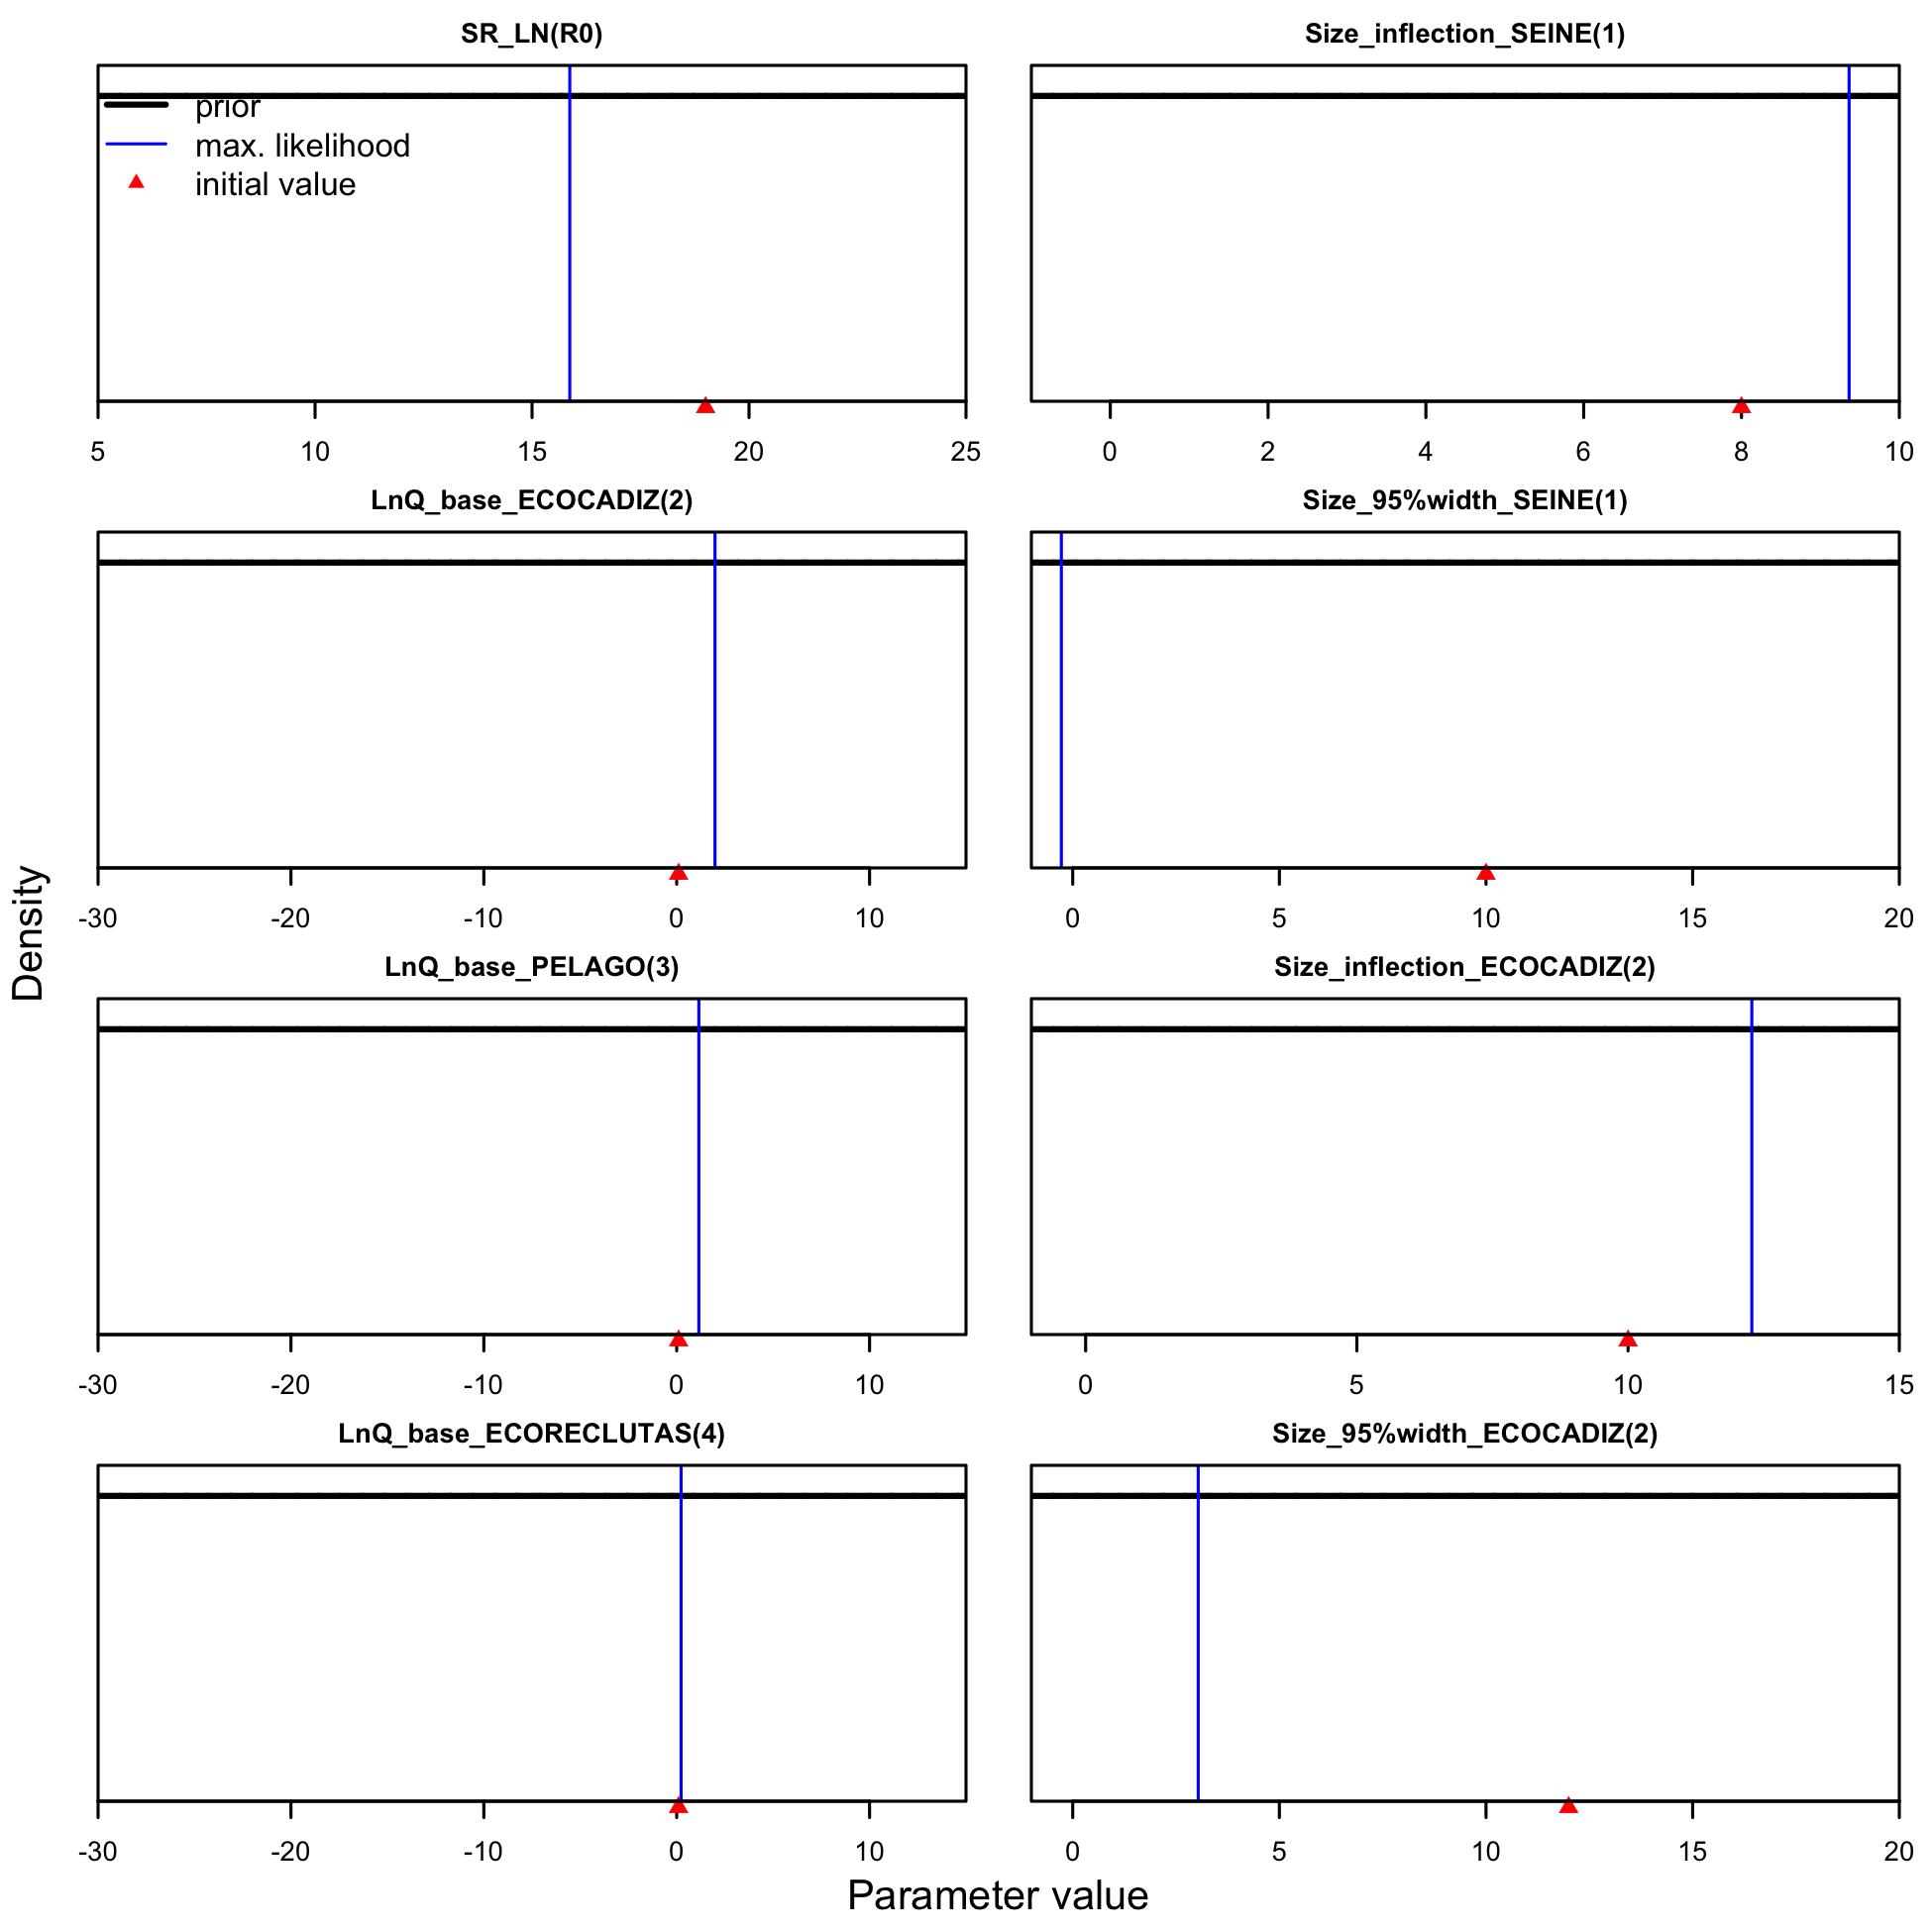 SR_LN(R0)
prior
max. likelihood
initial value
5 10 15 20 25
Size_inflection_SEINE(1)
0 2 4 6 8 10
LnQ_base_ECOCADIZ(2)
-30 -20 -10 0 10
Size_95%width_SEINE(1)
0 5 10 15 20
LnQ_base_PELAGO(3)
-30 -20 -10 0 10
Size_inflection_ECOCADIZ(2)
0 5 10 15
LnQ_base_ECORECLUTAS(4)
-30 -20 -10 0 10
Size_95%width_ECOCADIZ(2)
0 5 10 15 20
Density
Parameter value